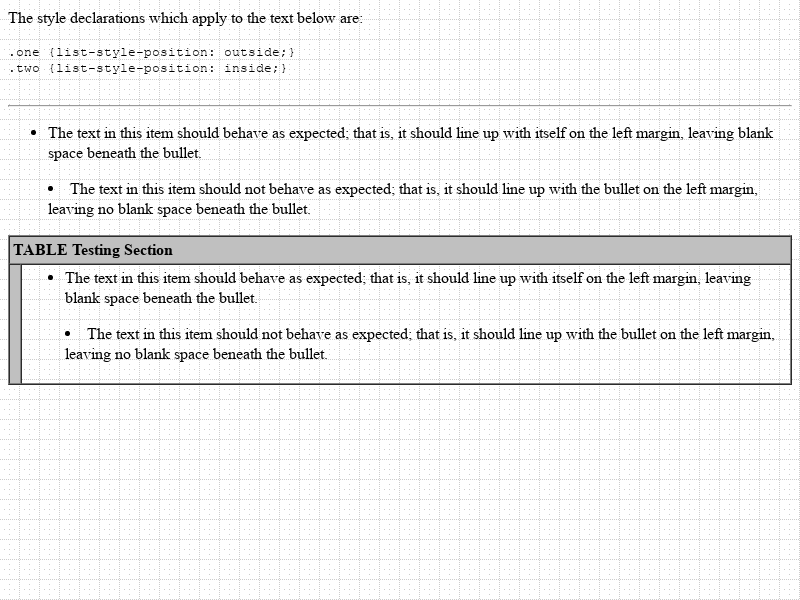 The style declarations which apply to the text below are:
.one {list-style-position: outside;}
.two {list-style-position: inside;}
• The text in this item should behave as expected; that is, it should line up with itself on the left margin, leaving blank
space beneath the bullet.
• The text in this item should not behave as expected; that is, it should line up with the bullet on the left margin,
leaving no blank space beneath the bullet.
TABLE Testing Section
• The text in this item should behave as expected; that is, it should line up with itself on the left margin, leaving
blank space beneath the bullet.
• The text in this item should not behave as expected; that is, it should line up with the bullet on the left margin,
leaving no blank space beneath the bullet.